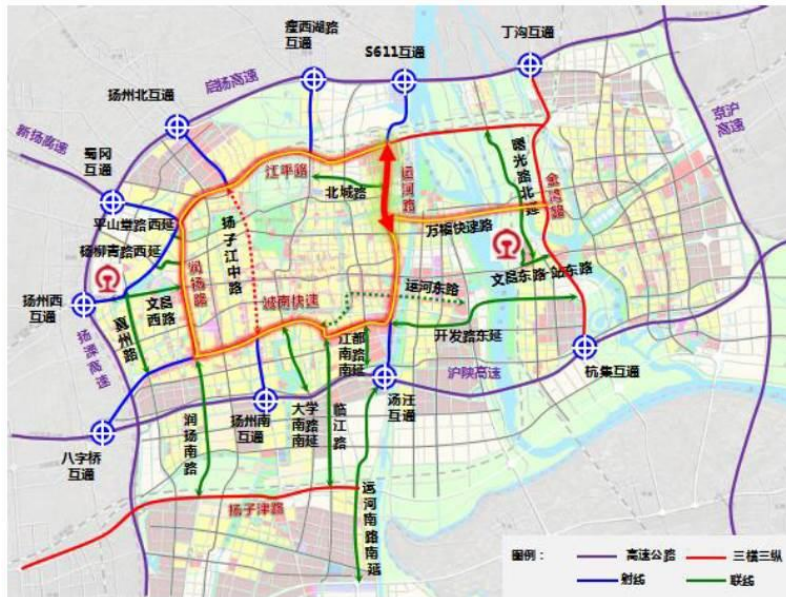 瘦西湖路
互通
S611互通
丁沟互通
启扬高速
扬州北互通
京沪
高速
新扬高速
蜀冈
互通
曙光路北延
江平路
运河路
北城路
金湾路
平山堂路西延
扬子江中路
万福快速路
杨柳青路西延
润扬路
文昌东路-站东路
扬州西
互通
文昌
西路
城南快速
运河东路
冀州路
扬溧高速
江都
南路
南延
开发路东延
沪陕高速
杭集互通
扬州南
互通
大学
南路
南延
临江路
汤汪
互通
八字桥
互通
润扬南路
扬子津路
运河南路南延
图例：
高速公路
三横三纵
射线
联线